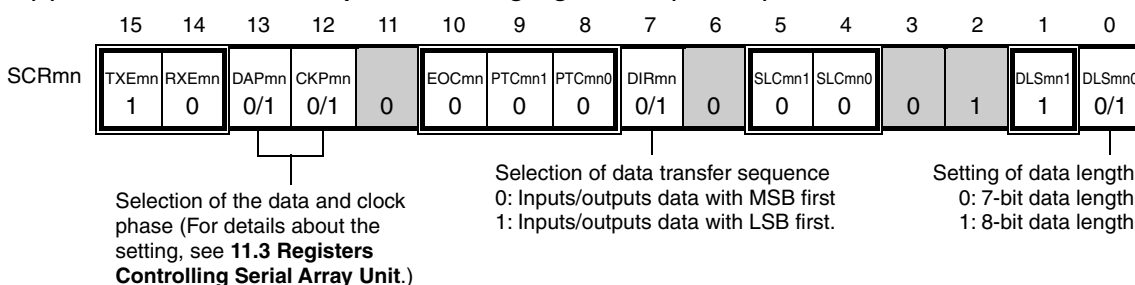 15 14 13 12 11 10 9 8 7 6 5 4 3 2 1 0
SCRmn
TXEmn RXEmn DAPmn CKPmn EOCmn PTCmn1 PTCmn0 DIRmn SLCmn1 SLCmn0 DLSmn1 DLSmn0
1 0 0/1 0/1 0 0 0 0 0/1 0 0 0 0 1 1 0/1
Selection of the data and clock
phase (For details about the
setting, see 11.3 Registers
Controlling Serial Array Unit.)
Selection of data transfer sequence
0: Inputs/outputs data with MSB first
1: Inputs/outputs data with LSB first.
Setting of data length
0: 7-bit data length
1: 8-bit data length